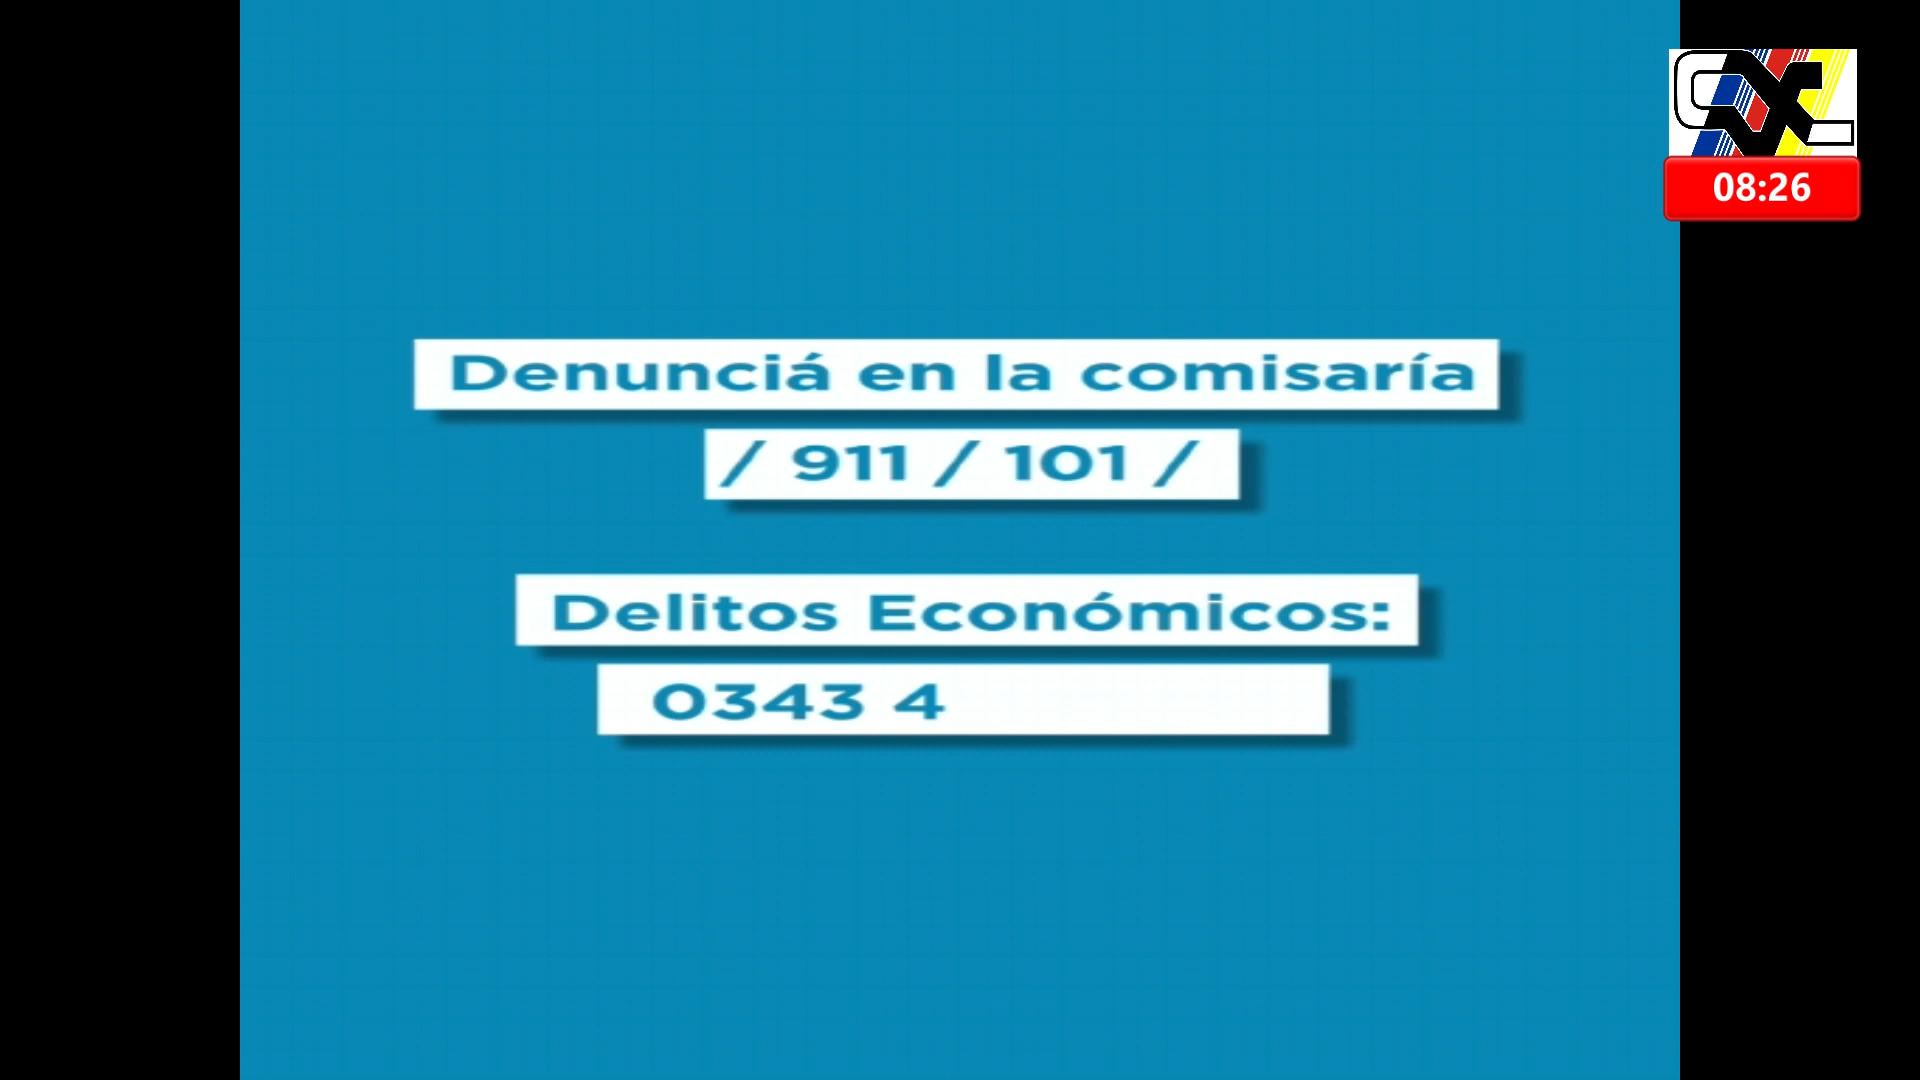 08:26
Denunciá en la comisaría
/ 911 / 101 /
Delitos Económicos:
0343 4